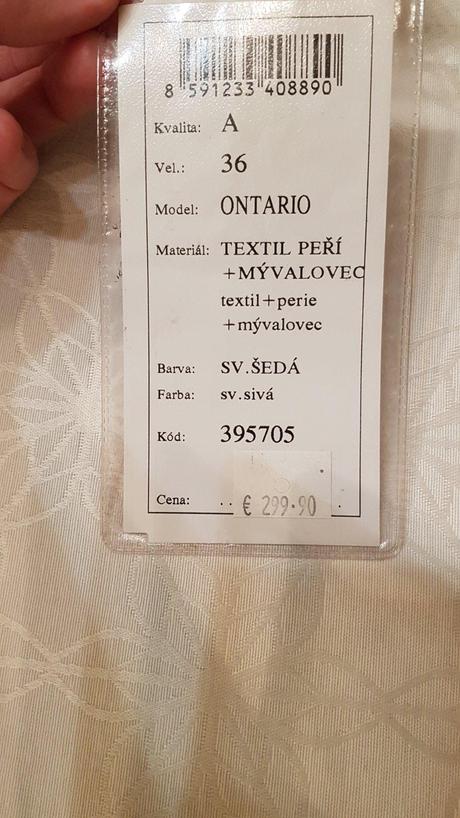 8 591233 408890
Kvalita: A
Vel.: 36
Model: ONTARIO
Materiál: TEXTIL PEŘÍ
+MÝVALOVEC
textil+perie
+mývalovec
Barva: SV.ŠEDÁ
Farba: sv.sivá
Kód: 395705
Cena: .. € 299.90 .